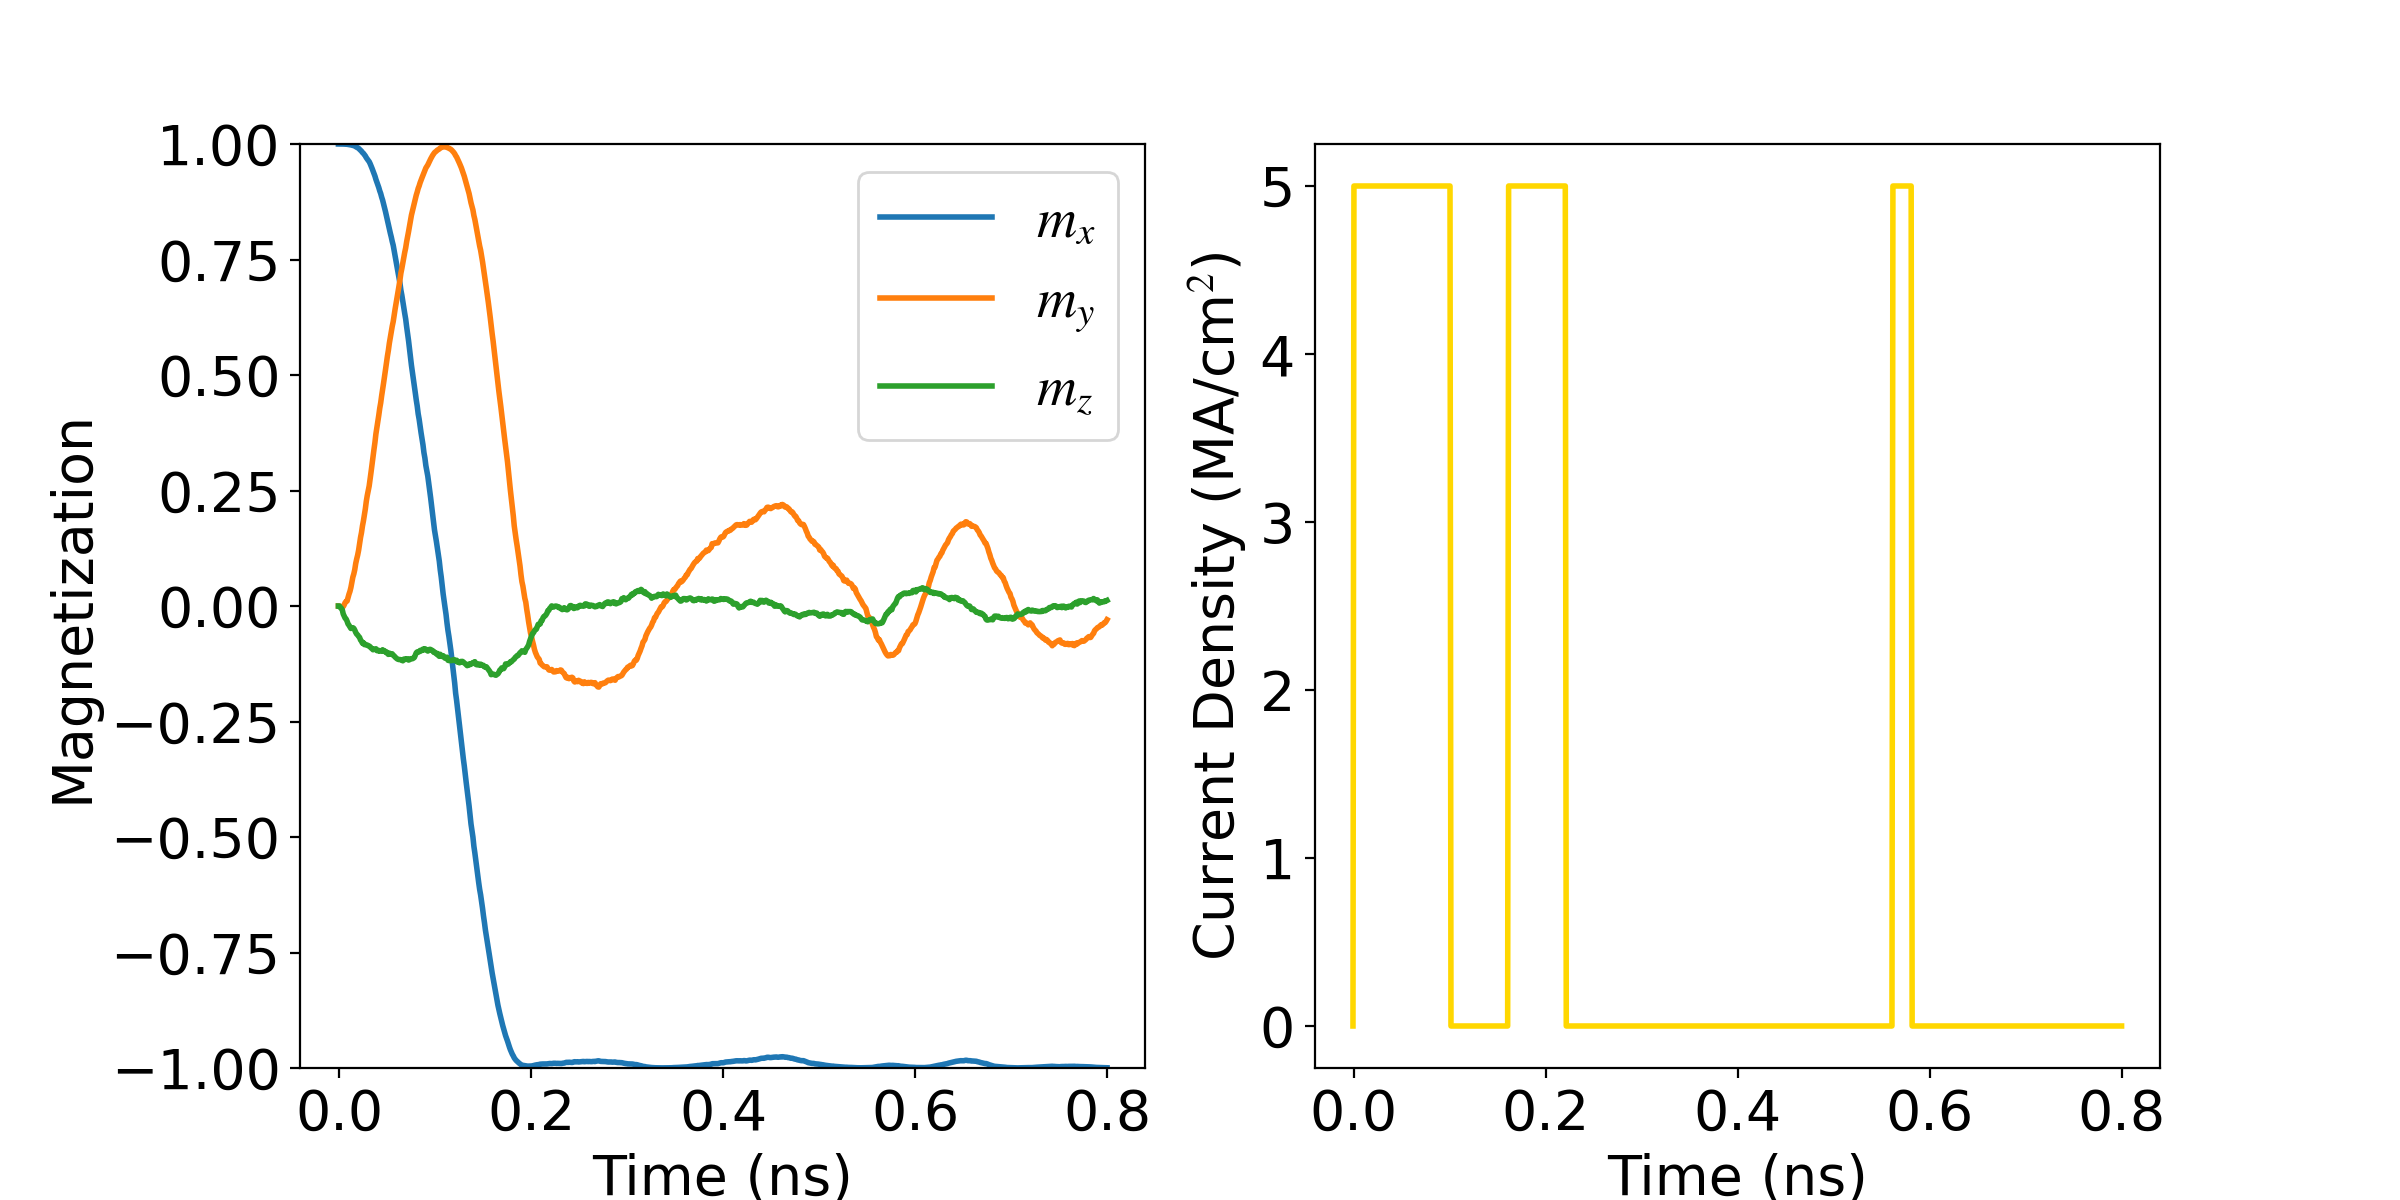 Magnetization
1.00
0.75
0.50
0.25
0.00
−0.25
−0.50
−0.75
−1.00
0.0 0.2 0.4 0.6 0.8
Time (ns)
m_x
m_y
m_z
Current Density (MA/cm²)
5
4
3
2
1
0
0.0 0.2 0.4 0.6 0.8
Time (ns)